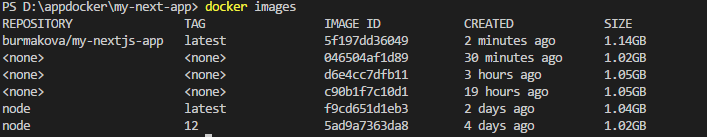 PS D:\appdocker\my-next-app> docker images
REPOSITORY TAG IMAGE ID CREATED SIZE
burmakova/my-nextjs-app latest 5f197dd36049 2 minutes ago 1.14GB
<none> <none> 046504af1d89 30 minutes ago 1.02GB
<none> <none> d6e4cc7dfb11 3 hours ago 1.05GB
<none> <none> c90b1f7c10d1 19 hours ago 1.05GB
node latest f9cd651d1eb3 2 days ago 1.04GB
node 12 5ad9a7363da8 4 days ago 1.02GB